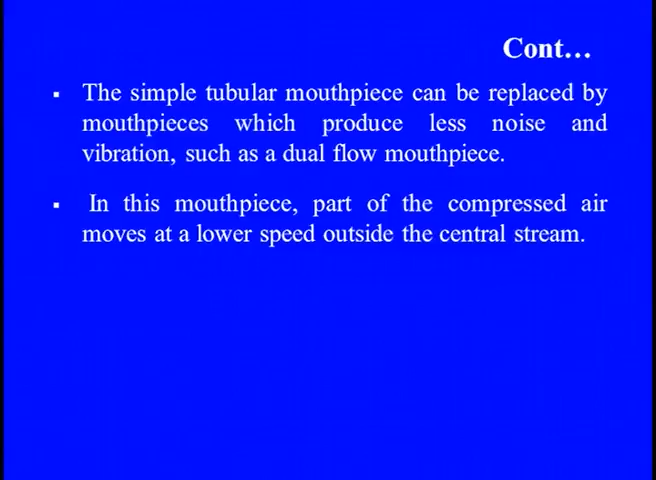 Cont…
▪ The simple tubular mouthpiece can be replaced by
mouthpieces which produce less noise and
vibration, such as a dual flow mouthpiece.
▪ In this mouthpiece, part of the compressed air
moves at a lower speed outside the central stream.